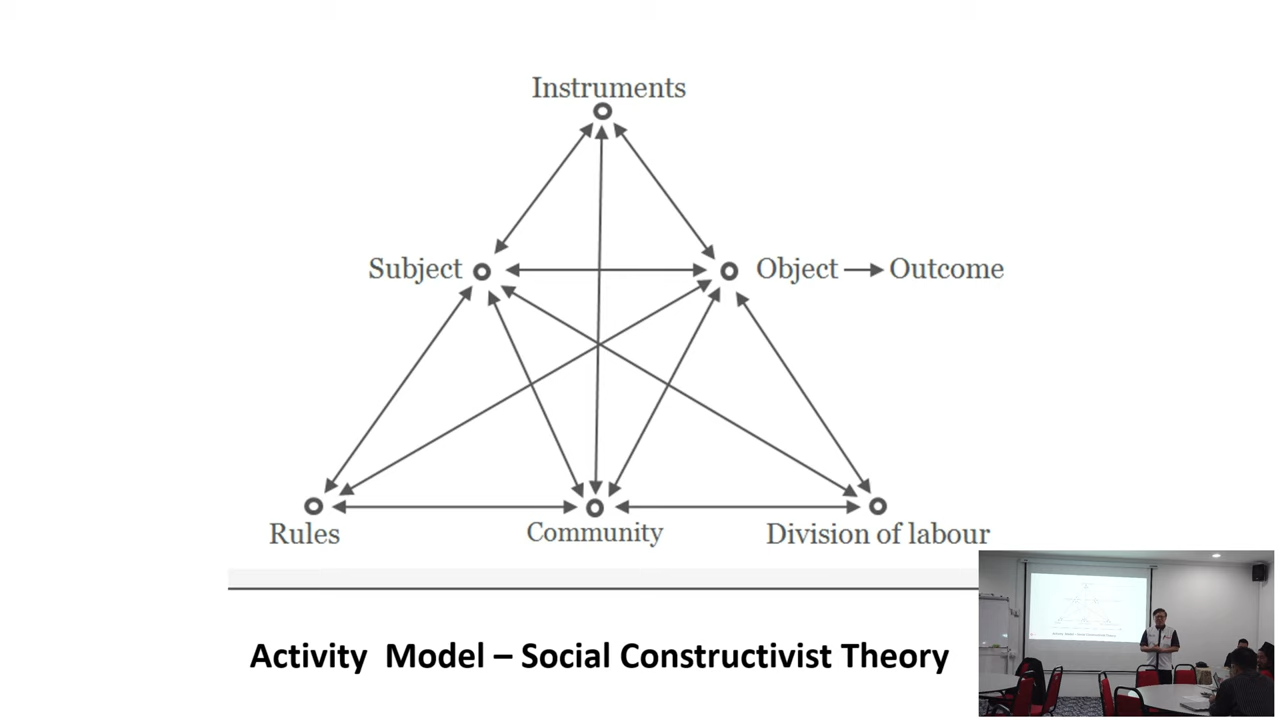 Instruments
Subject
Object
Outcome
Rules
Community
Division of labour
Activity Model – Social Constructivist Theory